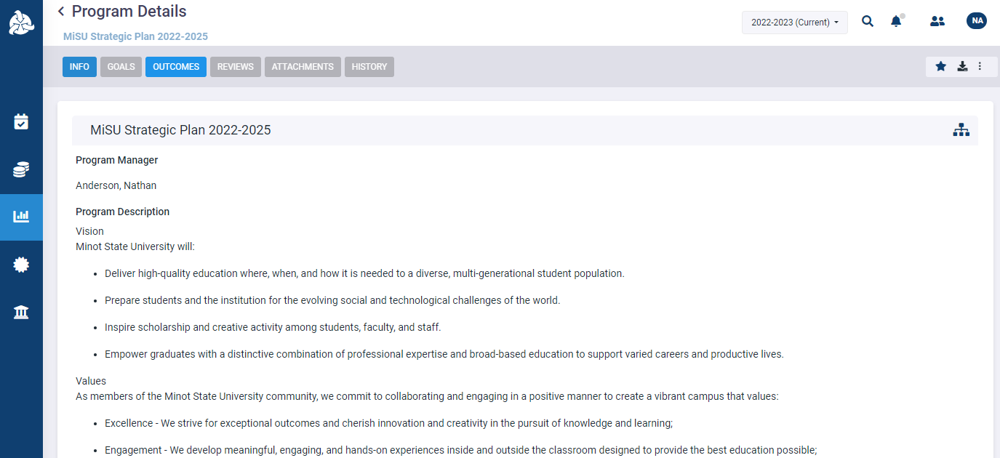 Program Details
MiSU Strategic Plan 2022-2025
2022-2023 (Current)
NA
INFO GOALS OUTCOMES REVIEWS ATTACHMENTS HISTORY
MiSU Strategic Plan 2022-2025
Program Manager
Anderson, Nathan
Program Description
Vision
Minot State University will:
• Deliver high-quality education where, when, and how it is needed to a diverse, multi-generational student population.
• Prepare students and the institution for the evolving social and technological challenges of the world.
• Inspire scholarship and creative activity among students, faculty, and staff.
• Empower graduates with a distinctive combination of professional expertise and broad-based education to support varied careers and productive lives.
Values
As members of the Minot State University community, we commit to collaborating and engaging in a positive manner to create a vibrant campus that values:
• Excellence - We strive for exceptional outcomes and cherish innovation and creativity in the pursuit of knowledge and learning;
• Engagement - We develop meaningful, engaging, and hands-on experiences inside and outside the classroom designed to provide the best education possible;